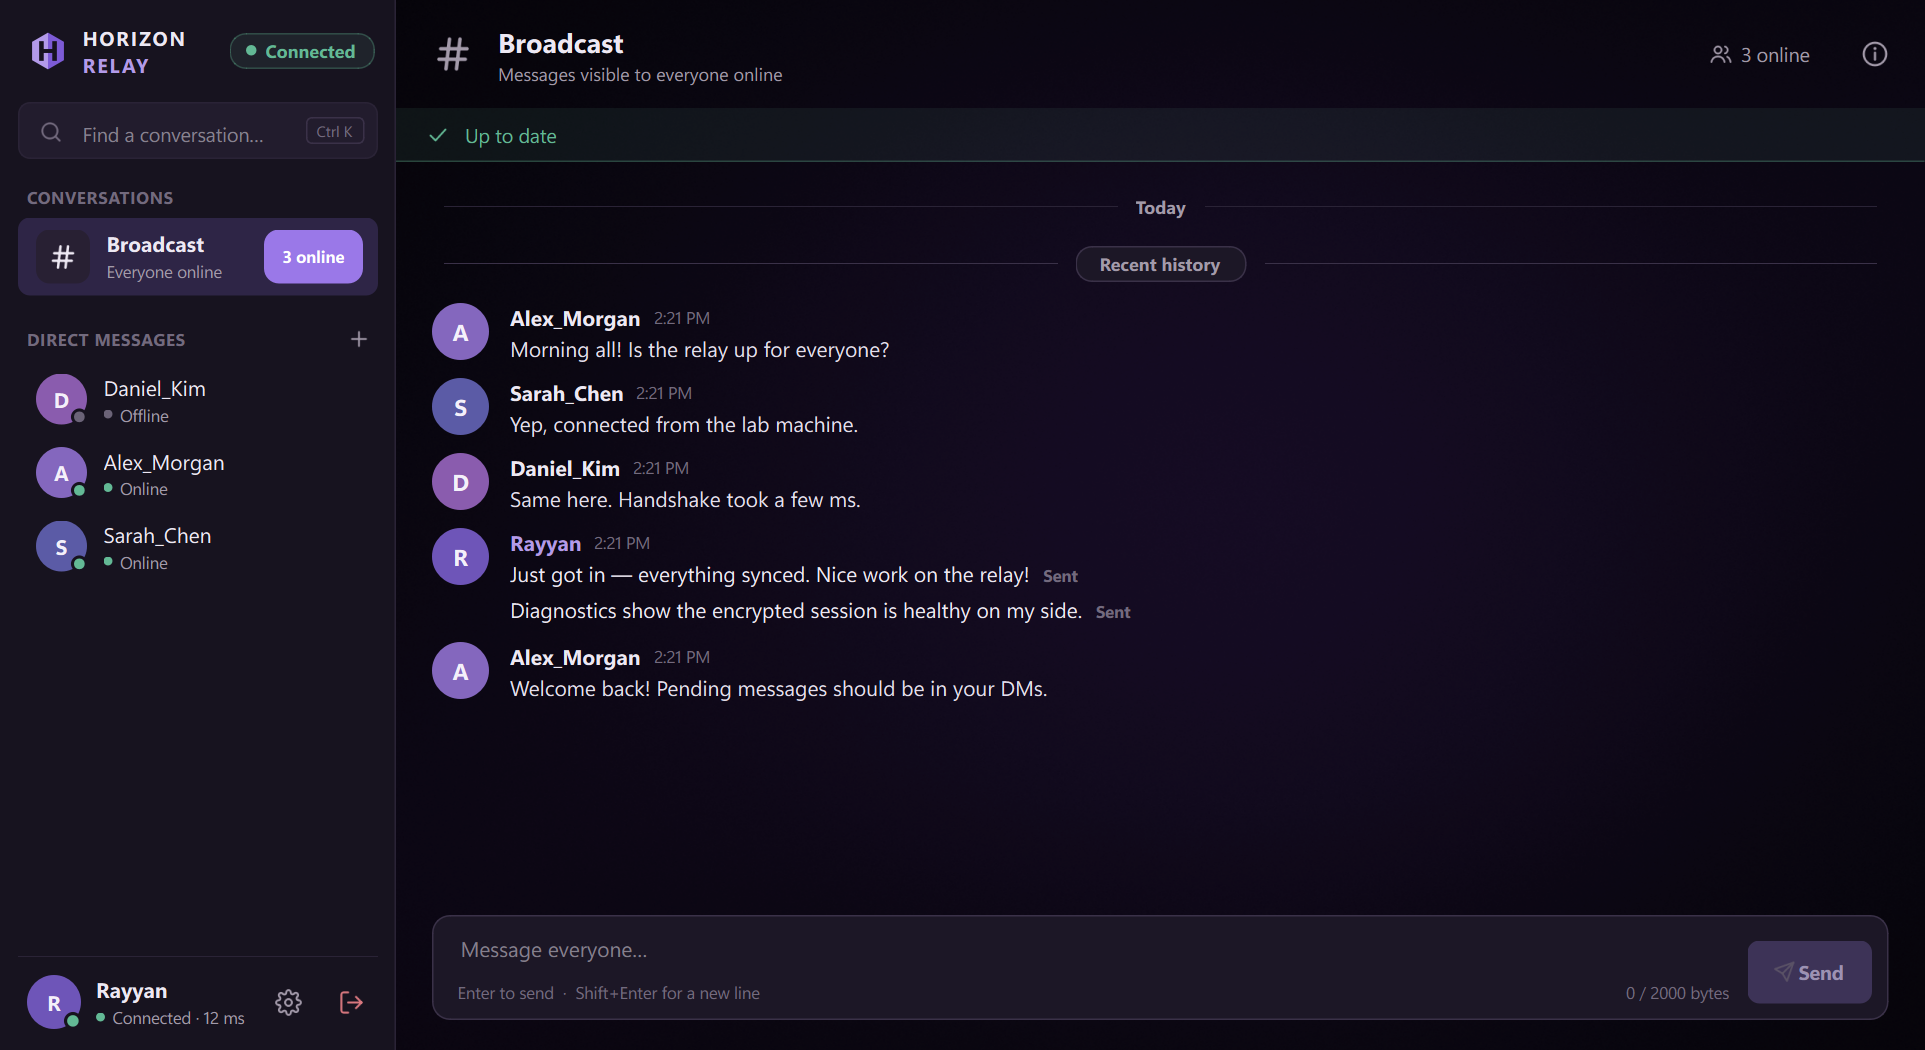 HORIZON
RELAY
Connected
Find a conversation...
Ctrl K
CONVERSATIONS
Broadcast
Everyone online
3 online
DIRECT MESSAGES
D
Daniel_Kim
Offline
A
Alex_Morgan
Online
S
Sarah_Chen
Online
R
Rayyan
Connected · 12 ms
Broadcast
Messages visible to everyone online
3 online
Up to date
Today
Recent history
A
Alex_Morgan 2:21 PM
Morning all! Is the relay up for everyone?
S
Sarah_Chen 2:21 PM
Yep, connected from the lab machine.
D
Daniel_Kim 2:21 PM
Same here. Handshake took a few ms.
R
Rayyan 2:21 PM
Just got in — everything synced. Nice work on the relay! Sent
Diagnostics show the encrypted session is healthy on my side. Sent
A
Alex_Morgan 2:21 PM
Welcome back! Pending messages should be in your DMs.
Message everyone...
Enter to send · Shift+Enter for a new line
0 / 2000 bytes
Send